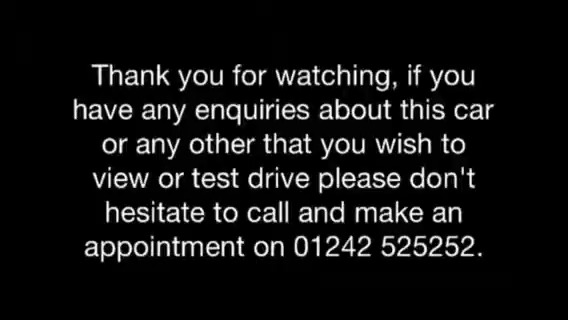 Thank you for watching, if you
have any enquiries about this car
or any other that you wish to
view or test drive please don't
hesitate to call and make an
appointment on 01242 525252.